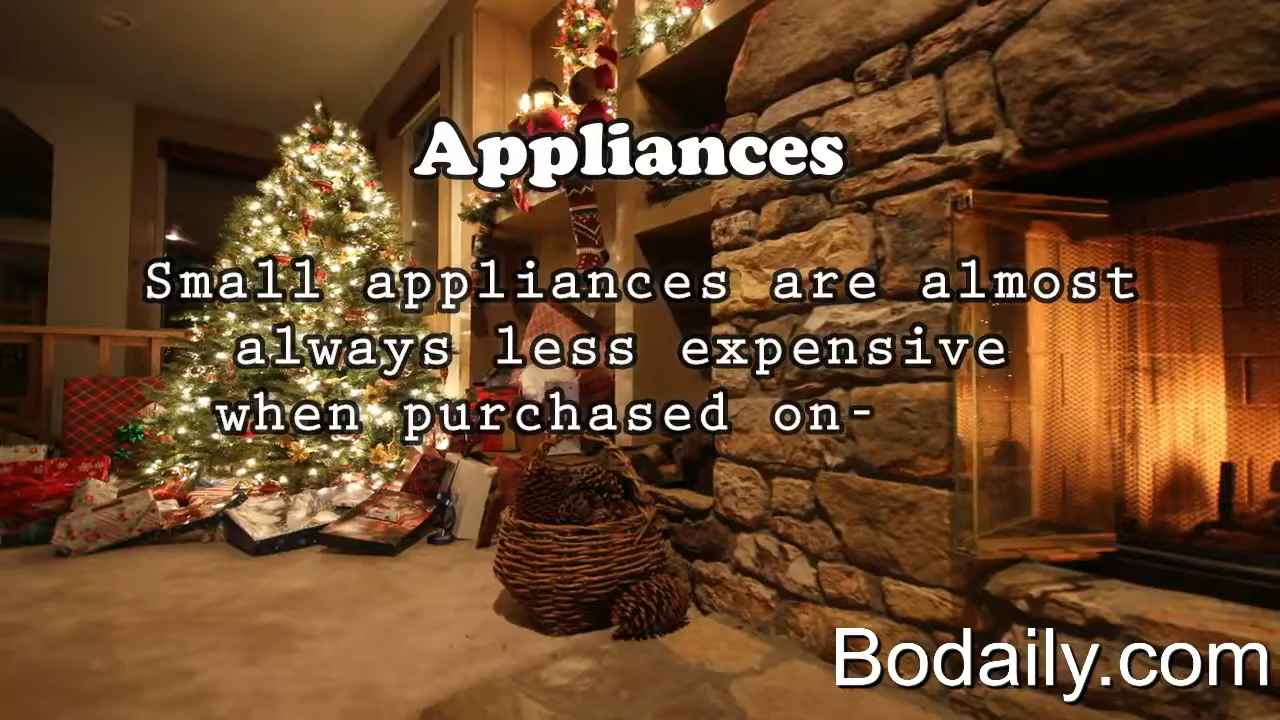 Appliances
Small appliances are almost
always less expensive
when purchased on-
Bodaily.com